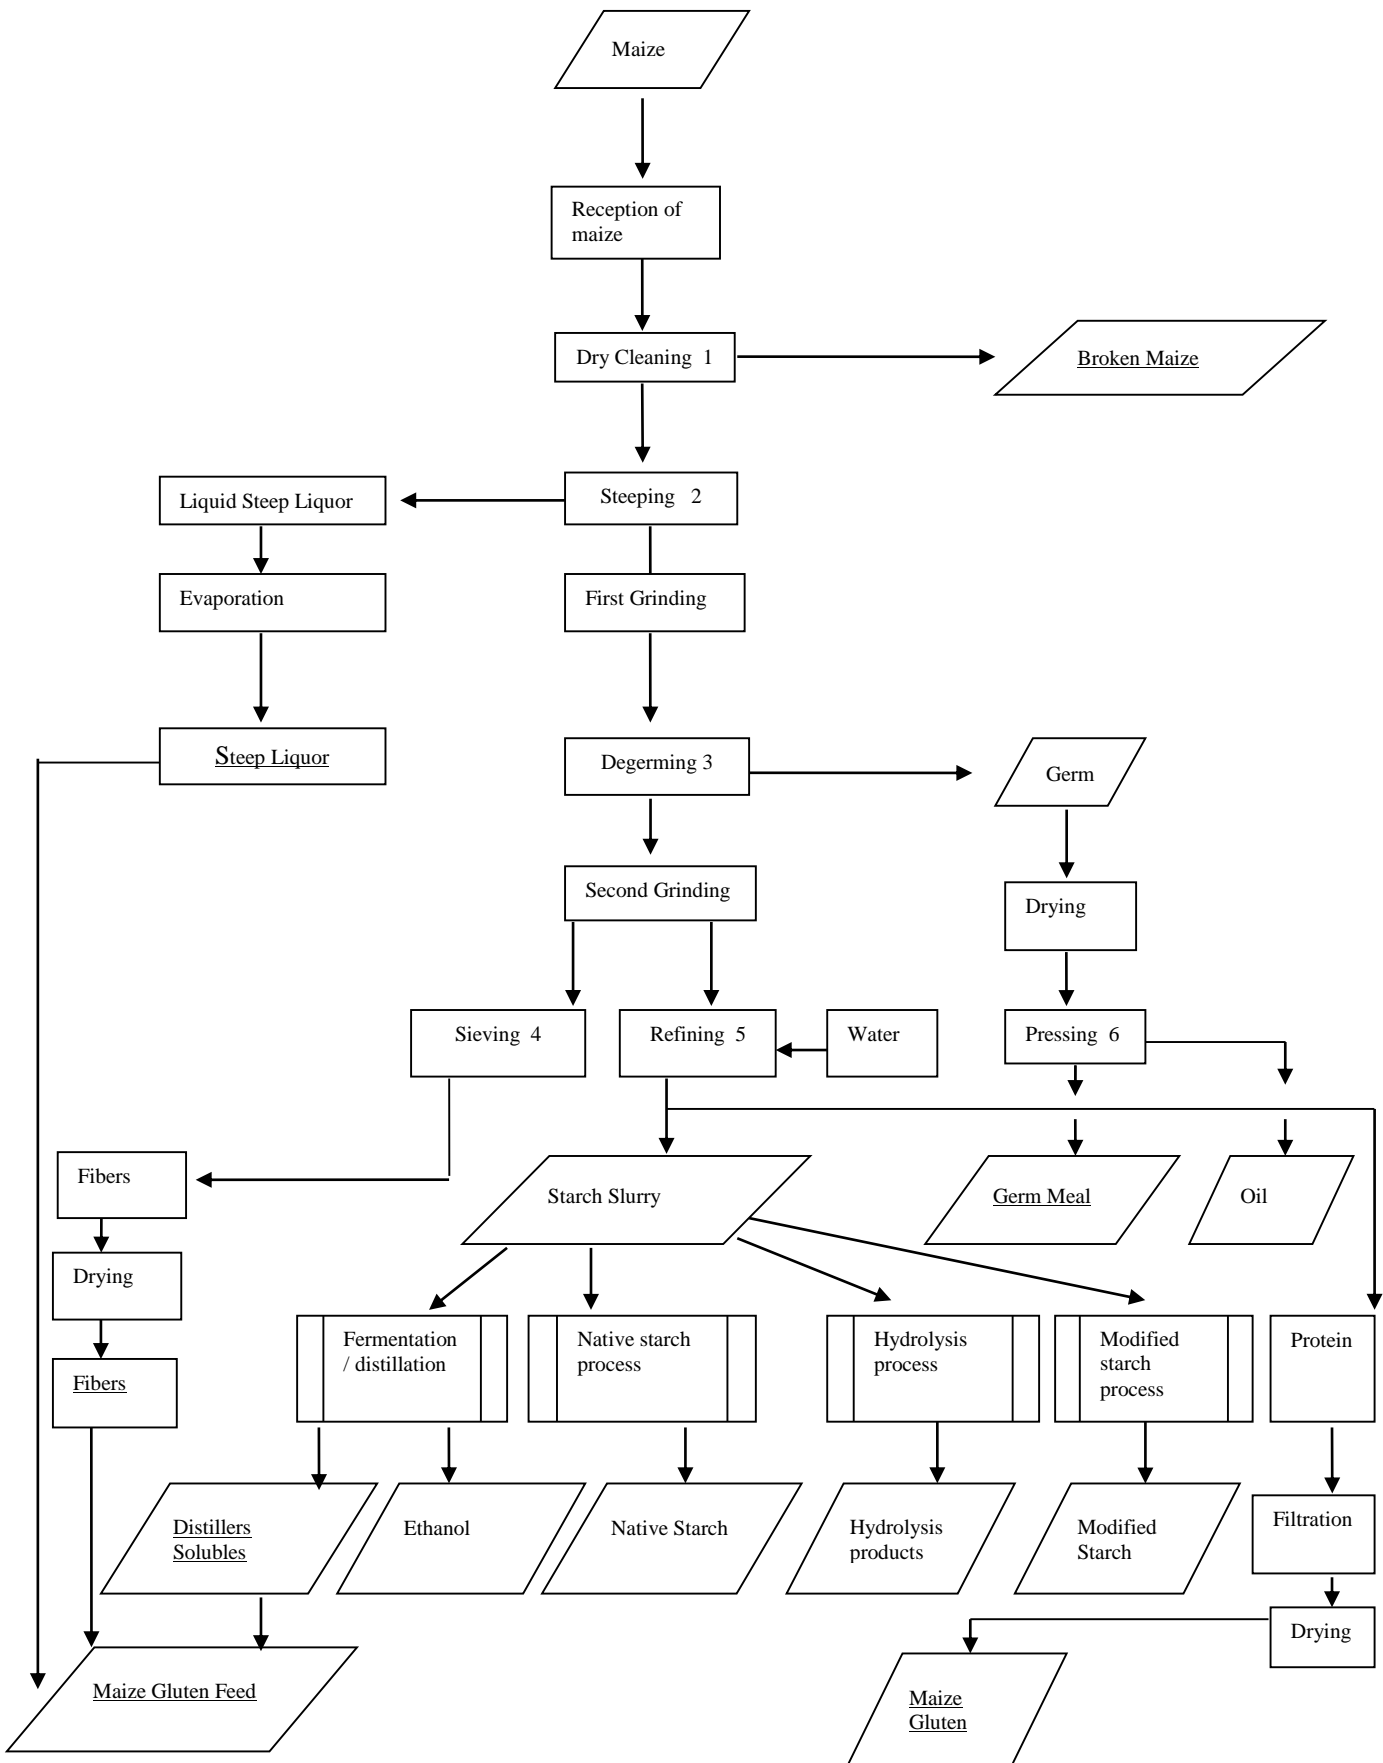 Maize
Reception of
maize
Dry Cleaning 1
Broken Maize
Liquid Steep Liquor
Steeping 2
Evaporation
First Grinding
Steep Liquor
Degerming 3
Germ
Second Grinding
Drying
Sieving 4
Refining 5
Water
Pressing 6
Fibers
Starch Slurry
Germ Meal
Oil
Drying
Fermentation
/ distillation
Native starch
process
Hydrolysis
process
Modified
starch
process
Protein
Fibers
Distillers
Solubles
Ethanol
Native Starch
Hydrolysis
products
Modified
Starch
Filtration
Drying
Maize Gluten Feed
Maize
Gluten